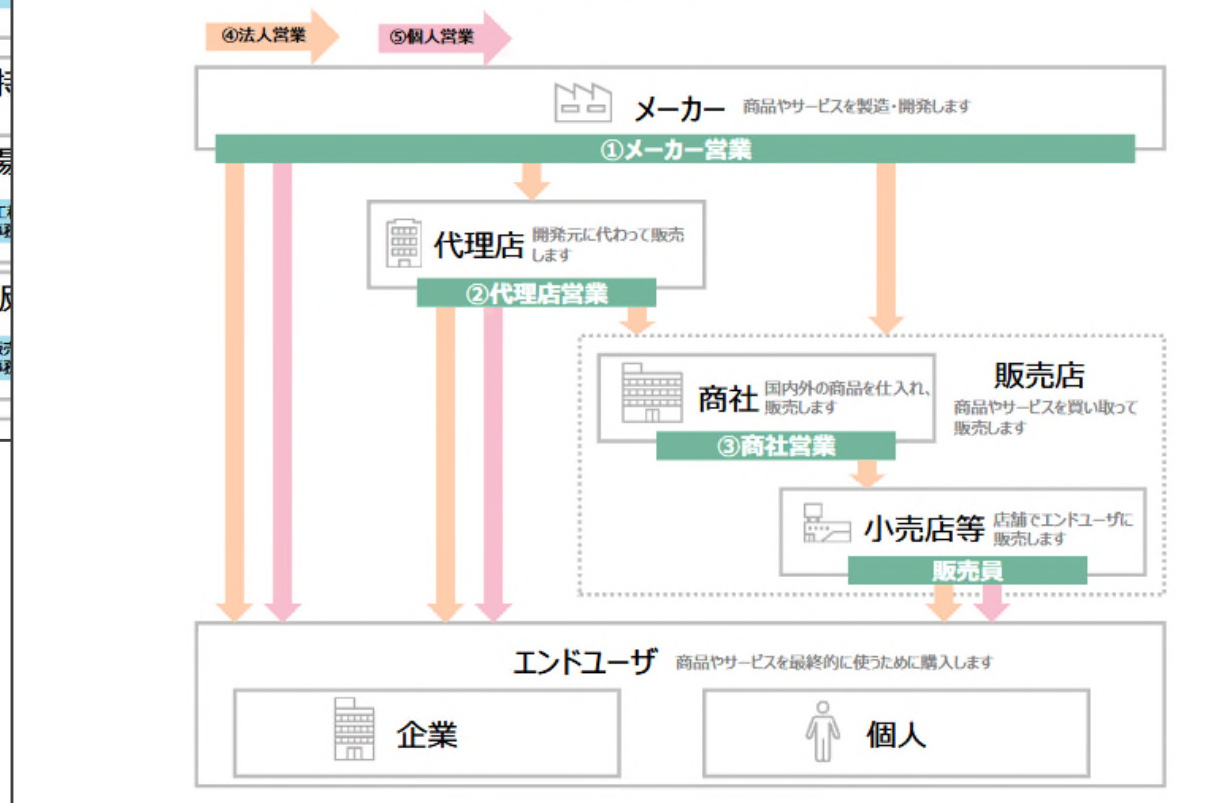 ④法人営業
⑤個人営業
メーカー 商品やサービスを製造・開発します
①メーカー営業
代理店 開発元に代わって販売
します
②代理店営業
販売店
商品やサービスを買い取って
販売します
商社 国内外の商品を仕入れ、
販売します
③商社営業
小売店等 店舗でエンドユーザに
販売します
販売員
エンドユーザ 商品やサービスを最終的に使うために購入します
企業
個人